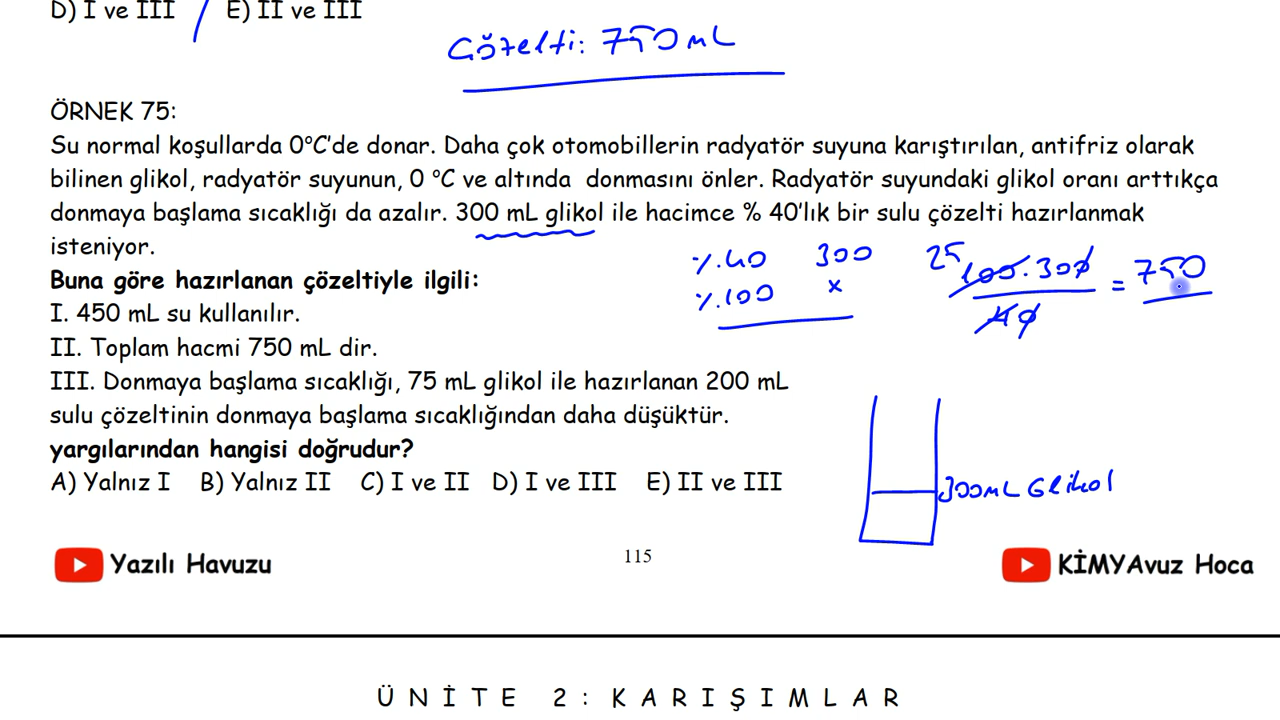 D) I ve III E) II ve III
Çözelti: 750 mL
ÖRNEK 75:
Su normal koşullarda 0°C'de donar. Daha çok otomobillerin radyatör suyuna karıştırılan, antifriz olarak
bilinen glikol, radyatör suyunun, 0 °C ve altında donmasını önler. Radyatör suyundaki glikol oranı arttıkça
donmaya başlama sıcaklığı da azalır. 300 mL glikol ile hacimce % 40'lık bir sulu çözelti hazırlanmak
isteniyor.
%40 300
%100 x
25
100.300
40
= 750
Buna göre hazırlanan çözeltiyle ilgili:
I. 450 mL su kullanılır.
II. Toplam hacmi 750 mL dir.
III. Donmaya başlama sıcaklığı, 75 mL glikol ile hazırlanan 200 mL
sulu çözeltinin donmaya başlama sıcaklığından daha düşüktür.
yargılarından hangisi doğrudur?
A) Yalnız I B) Yalnız II C) I ve II D) I ve III E) II ve III
300mL Glikol
Yazılı Havuzu
115
KİMYAvuz Hoca
ÜNİTE 2: KARIŞIMLAR